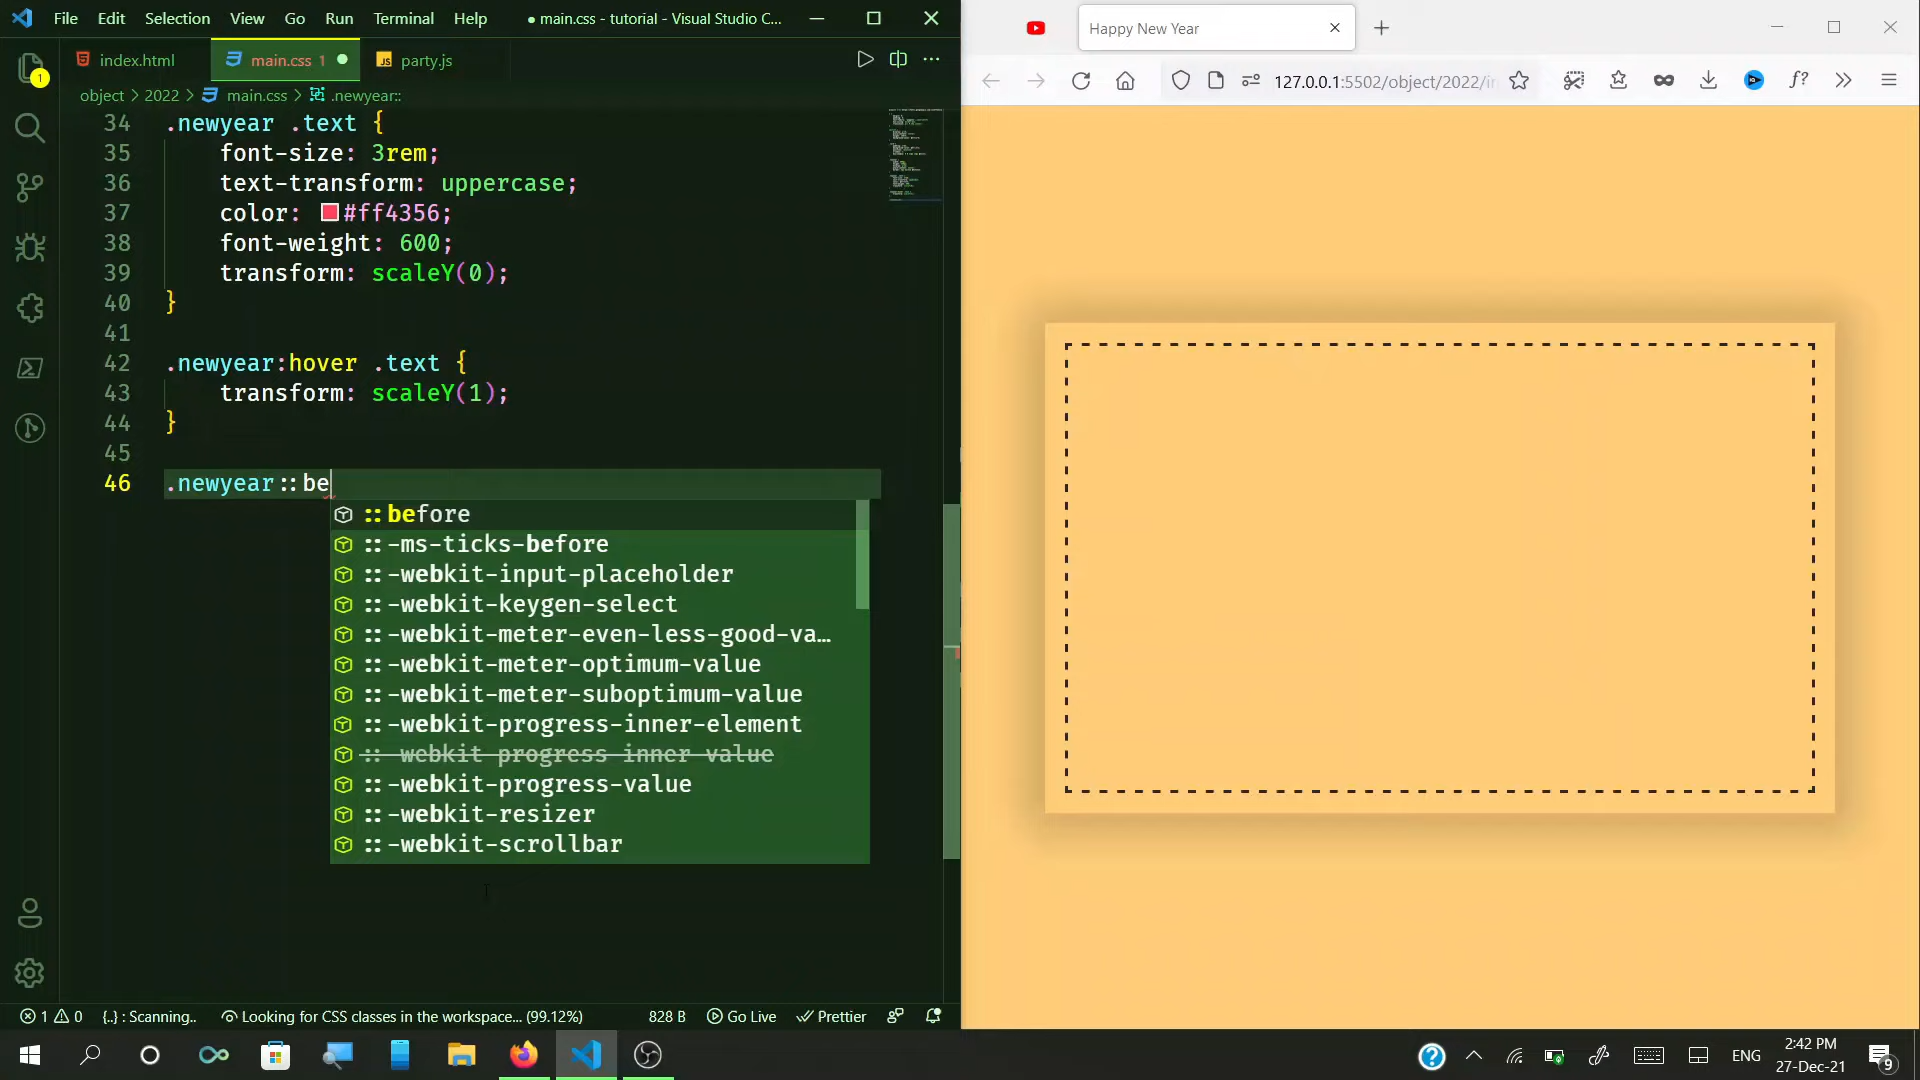 File Edit Selection View Go Run Terminal Help
● main.css - tutorial - Visual Studio C...
index.html
main.css 1
party.js
object > 2022 > main.css > .newyear::
34 .newyear .text {
35 font-size: 3rem;
36 text-transform: uppercase;
37 color: #ff4356;
38 font-weight: 600;
39 transform: scaleY(0);
40 }
41
42 .newyear:hover .text {
43 transform: scaleY(1);
44 }
45
46 .newyear::be
::before
::-ms-ticks-before
::-webkit-input-placeholder
::-webkit-keygen-select
::-webkit-meter-even-less-good-va…
::-webkit-meter-optimum-value
::-webkit-meter-suboptimum-value
::-webkit-progress-inner-element
::-webkit-progress-inner-value
::-webkit-progress-value
::-webkit-resizer
::-webkit-scrollbar
1
1 0 {..} : Scanning.. Looking for CSS classes in the workspace... (99.12%) 828 B Go Live Prettier
Happy New Year
127.0.0.1:5502/object/2022/i
f?
ENG
2:42 PM
27-Dec-21
9